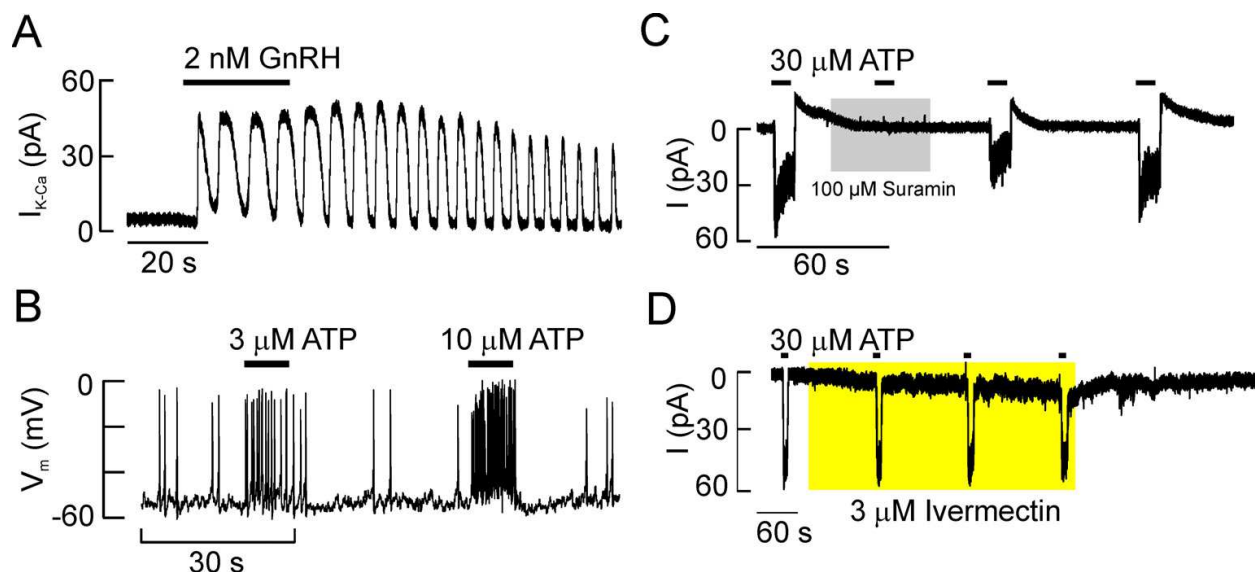 A
2 nM GnRH
60
30
0
I_K-Ca (pA)
20 s
B
3 μM ATP
10 μM ATP
0
-60
V_m (mV)
30 s
C
30 μM ATP
0
30
60
I (pA)
100 μM Suramin
60 s
D
30 μM ATP
0
30
60
I (pA)
3 μM Ivermectin
60 s